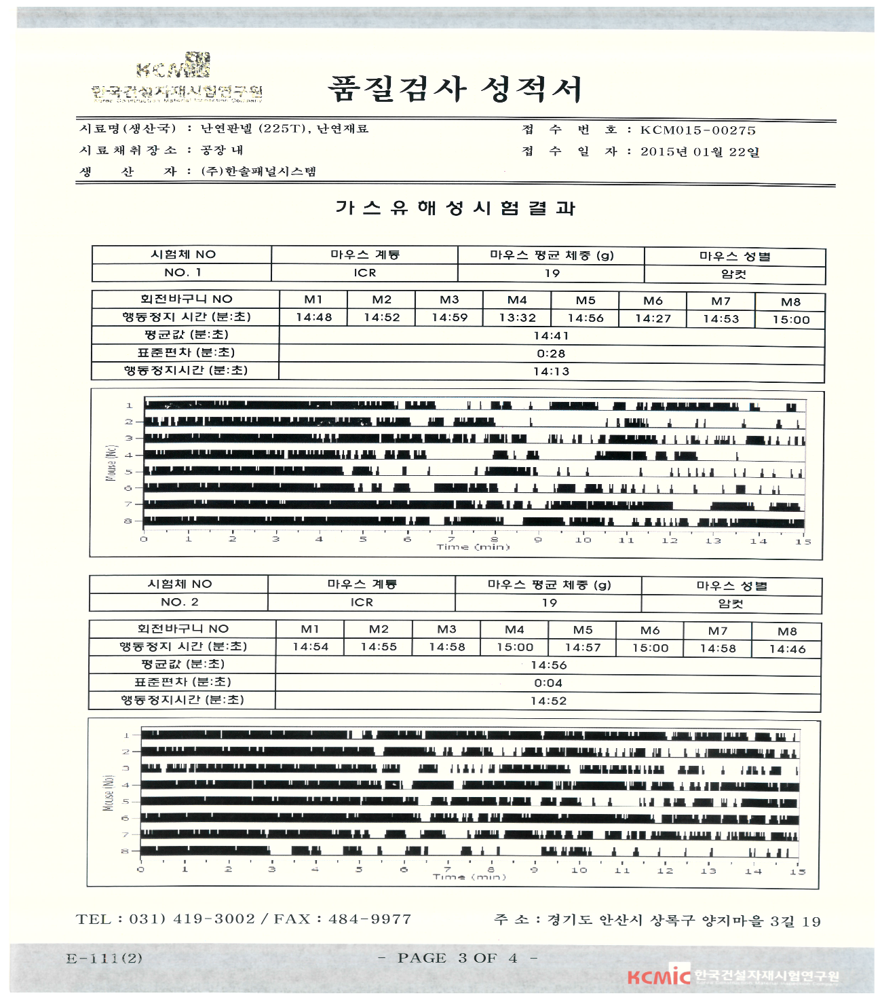 KCMIC
한국건설자재시험연구원
Korea Construction Material Inspection Company
품질검사 성적서
시료명(생산국) : 난연판넬 (225T), 난연재료
접 수 번 호 : KCM015-00275
시료채취장소 : 공장 내
접 수 일 자 : 2015년 01월 22일
생 산 자 : (주)한솔패널시스템
가스유해성시험결과
시험체 NO 마우스 계통 마우스 평균 체중 (g) 마우스 성별
NO. 1 ICR 19 암컷
회전바구니 NO M1 M2 M3 M4 M5 M6 M7 M8
행동정지 시간 (분:초) 14:48 14:52 14:59 13:32 14:56 14:27 14:53 15:00
평균값 (분:초) 14:41
표준편차 (분:초) 0:28
행동정지시간 (분:초) 14:13
Mouse (No)
1
2
3
4
5
6
7
8
0 1 2 3 4 5 6 7 8 9 10 11 12 13 14 15
Time (min)
시험체 NO 마우스 계통 마우스 평균 체중 (g) 마우스 성별
NO. 2 ICR 19 암컷
회전바구니 NO M1 M2 M3 M4 M5 M6 M7 M8
행동정지 시간 (분:초) 14:54 14:55 14:58 15:00 14:57 15:00 14:58 14:46
평균값 (분:초) 14:56
표준편차 (분:초) 0:04
행동정지시간 (분:초) 14:52
Mouse (No)
1
2
3
4
5
6
7
8
0 1 2 3 4 5 6 7 8 9 10 11 12 13 14 15
Time (min)
TEL : 031) 419-3002 / FAX : 484-9977
주 소 : 경기도 안산시 상록구 양지마을 3길 19
E-111(2)
- PAGE 3 OF 4 -
KCMIC 한국건설자재시험연구원
Korea Construction Material Inspection Company